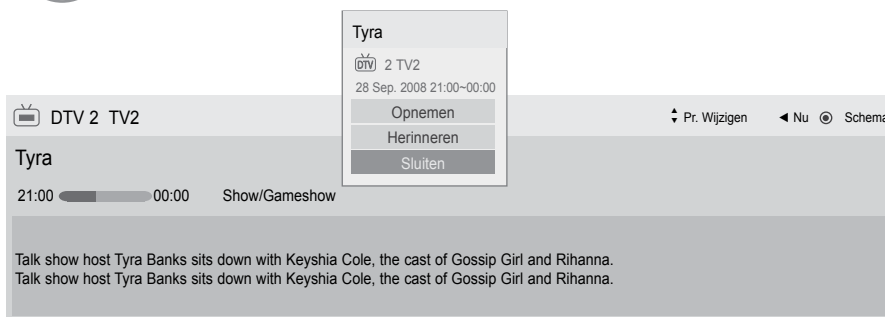 Tyra
DTV 2 TV2
28 Sep. 2008 21:00~00:00
Opnemen
Herinneren
Sluiten
DTV 2 TV2 Pr. Wijzigen Nu Schema
Tyra
21:00 00:00 Show/Gameshow
Talk show host Tyra Banks sits down with Keyshia Cole, the cast of Gossip Girl and Rihanna.
Talk show host Tyra Banks sits down with Keyshia Cole, the cast of Gossip Girl and Rihanna.